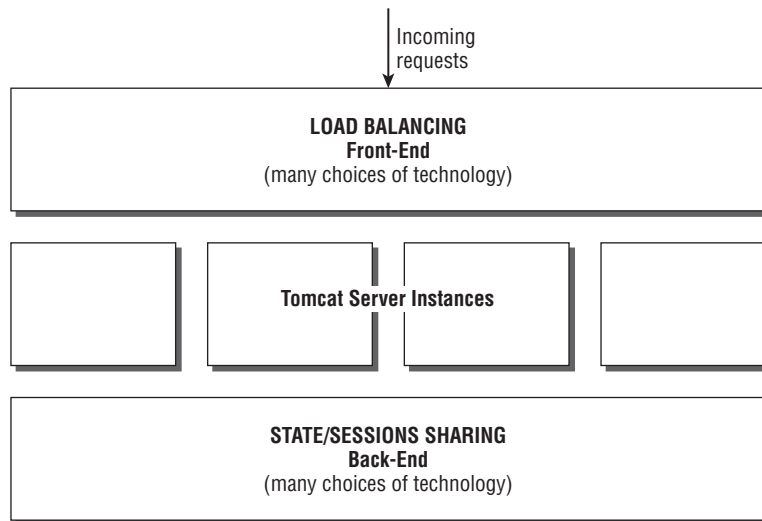 Incoming
requests
LOAD BALANCING
Front-End
(many choices of technology)
Tomcat Server Instances
STATE/SESSIONS SHARING
Back-End
(many choices of technology)